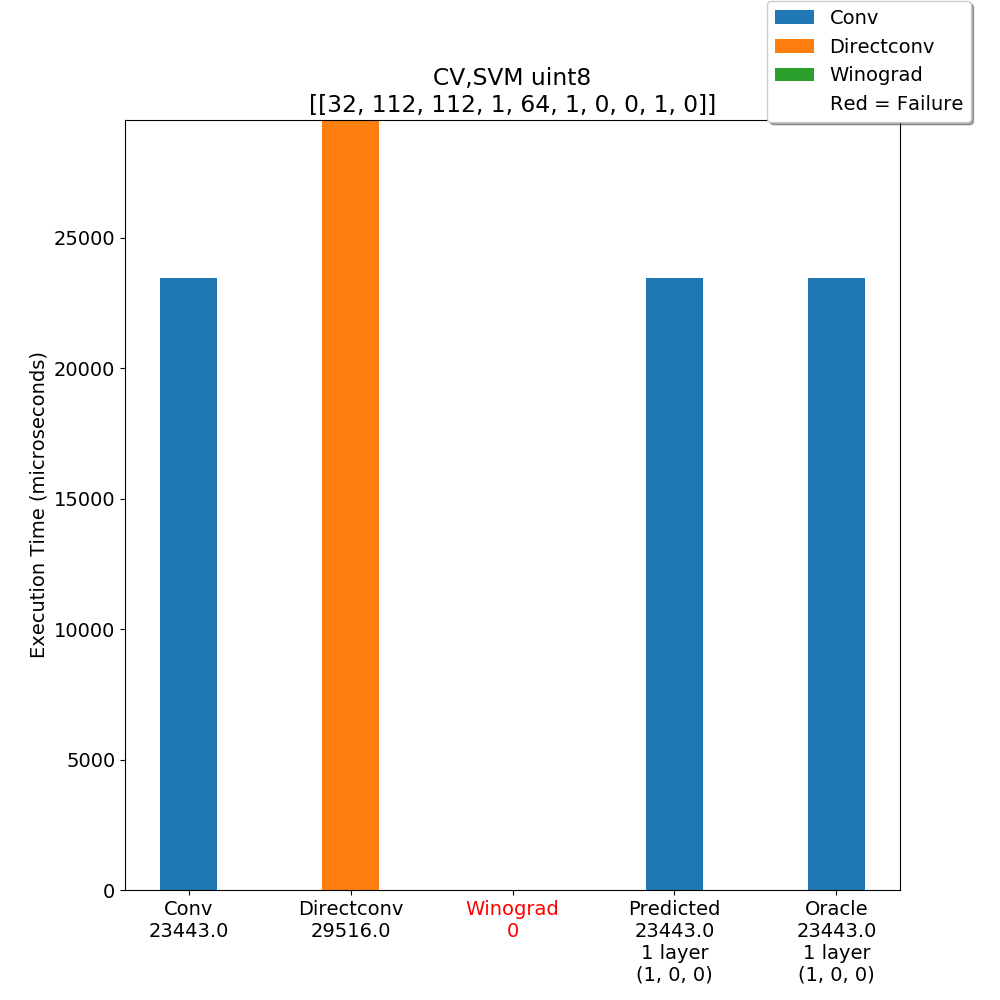 Conv
Directconv
Winograd
Red = Failure
CV,SVM uint8
[[32, 112, 112, 1, 64, 1, 0, 0, 1, 0]]
Execution Time (microseconds)
25000
20000
15000
10000
5000
0
Conv
23443.0
Directconv
29516.0
Winograd
0
Predicted
23443.0
1 layer
(1, 0, 0)
Oracle
23443.0
1 layer
(1, 0, 0)